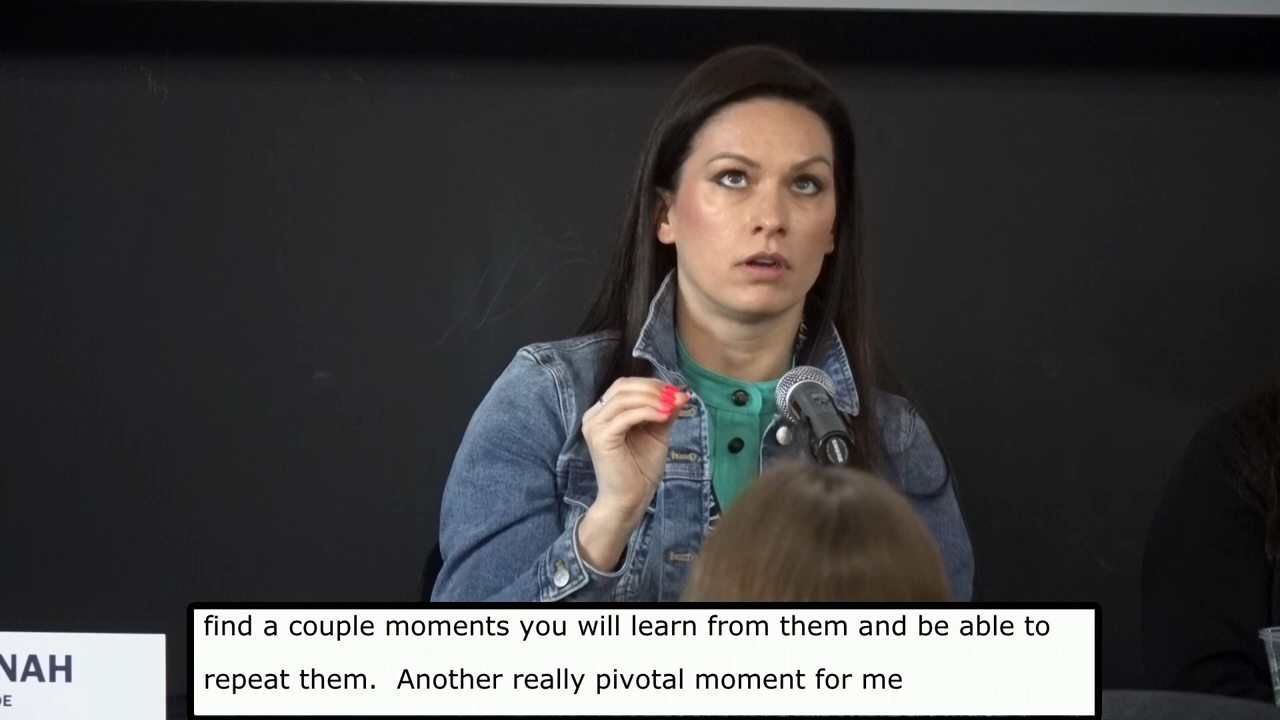 NAH
DE
find a couple moments you will learn from them and be able to
repeat them.  Another really pivotal moment for me